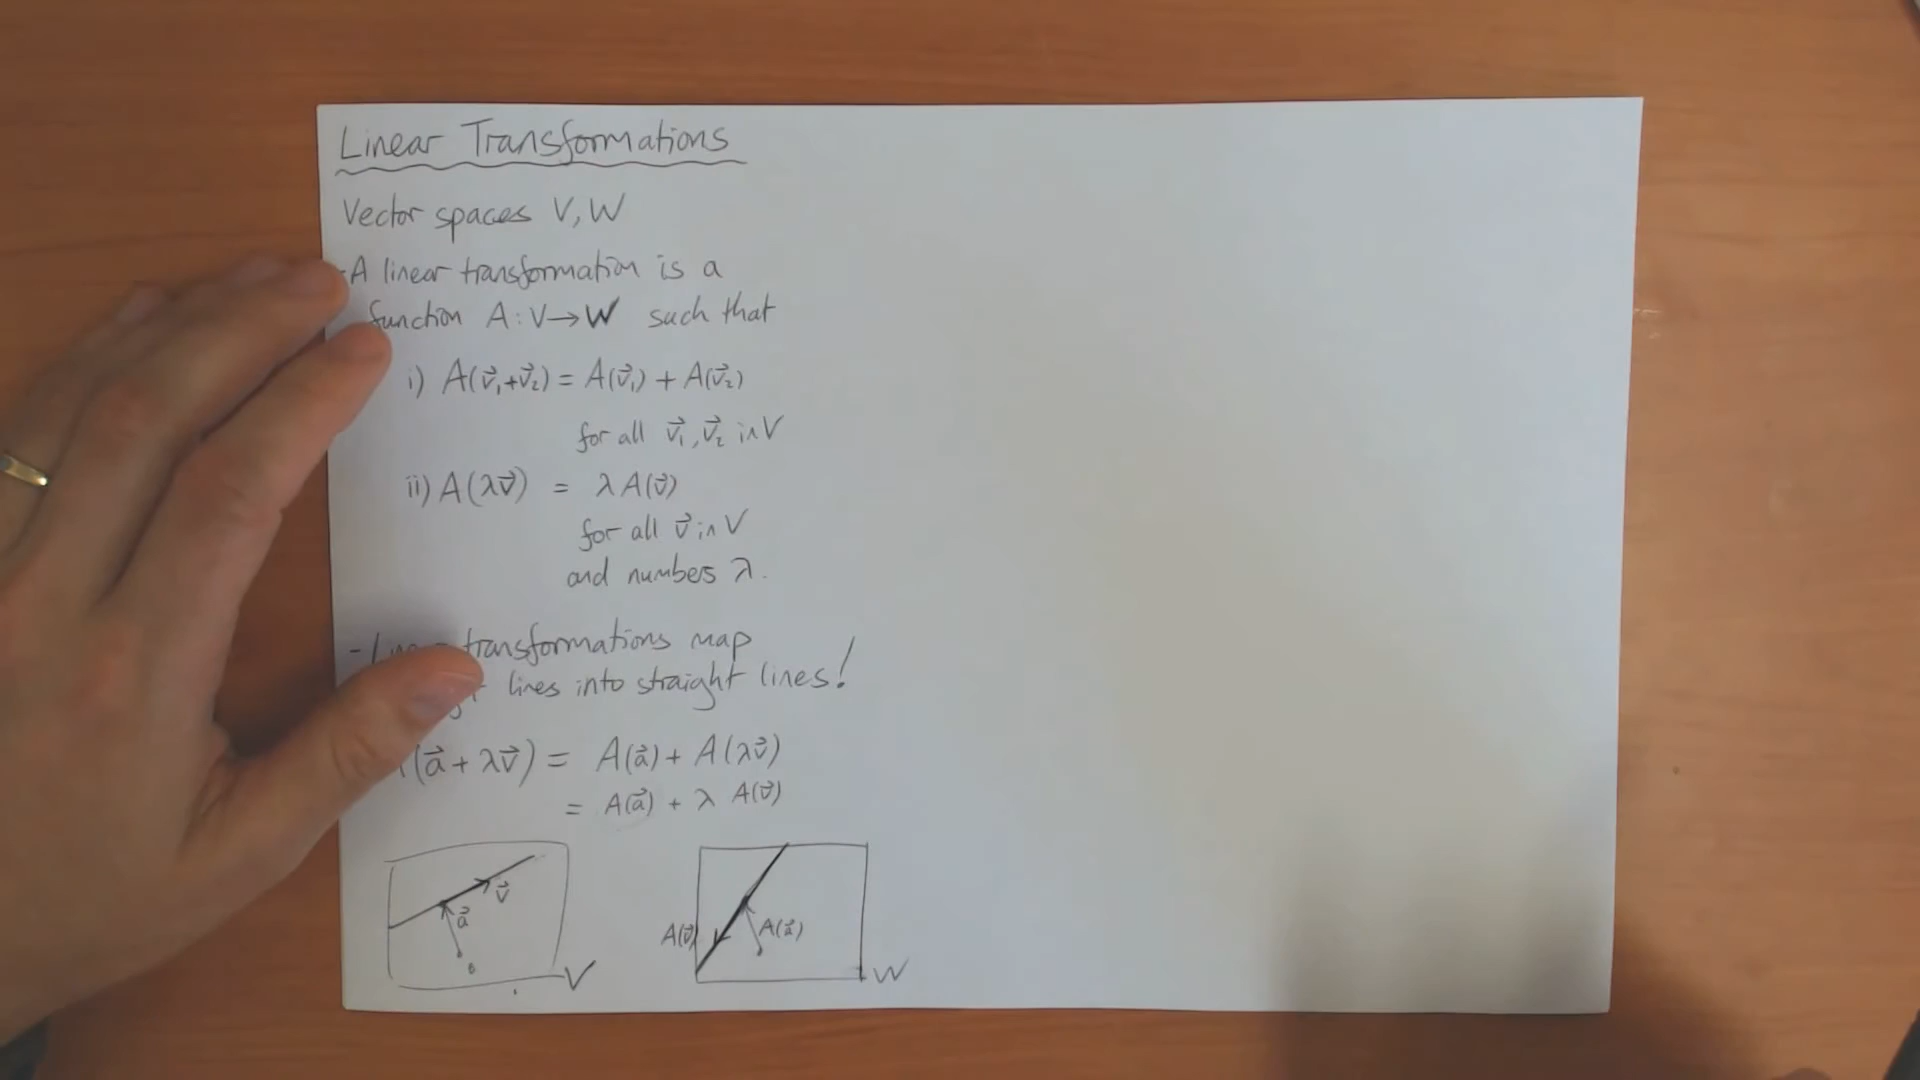 Linear Transformations
Vector spaces V, W
-A linear transformation is a
function A : V→W such that
i) A(v⃗₁+v⃗₂) = A(v⃗₁) + A(v⃗₂)
for all v⃗₁, v⃗₂ in V
ii) A(λv⃗) = λ A(v⃗)
for all v⃗ in V
and numbers λ.
- transformations map
lines into straight lines!
(a⃗ + λv⃗) = A(a⃗) + A(λv⃗)
= A(a⃗) + λ A(v⃗)
v⃗
a⃗
V
A(v⃗)
A(a⃗)
W